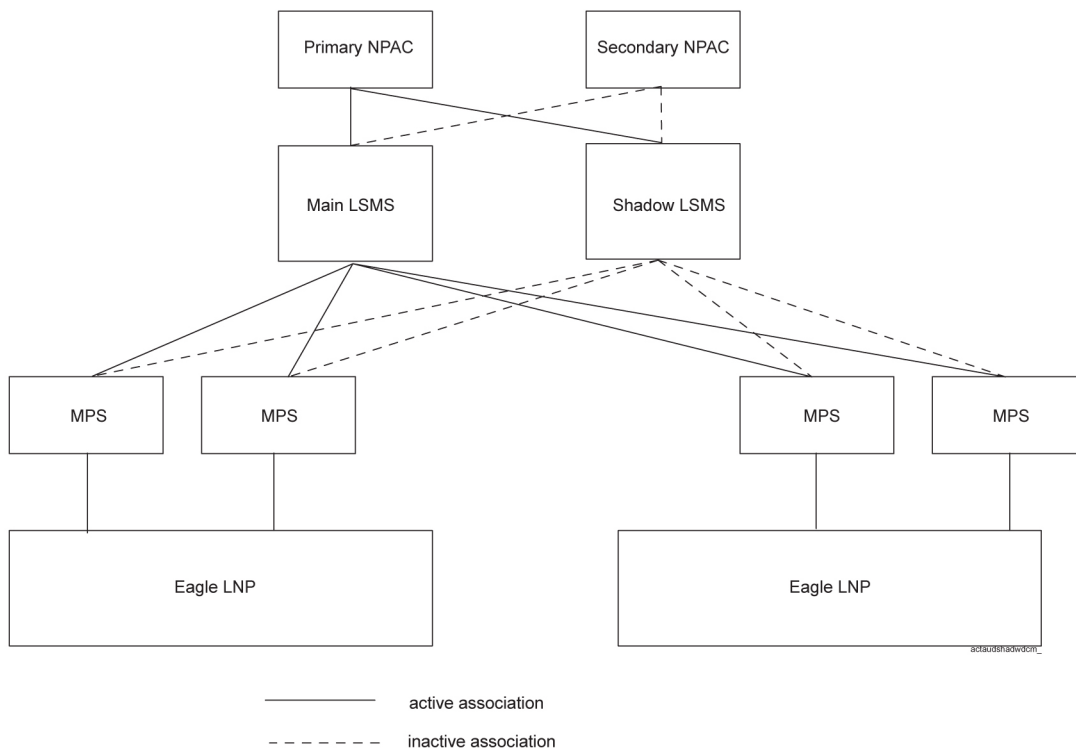 Primary NPAC
Secondary NPAC
Main LSMS
Shadow LSMS
MPS
MPS
MPS
MPS
Eagle LNP
Eagle LNP
actaudshadwdcm_
active association
inactive association